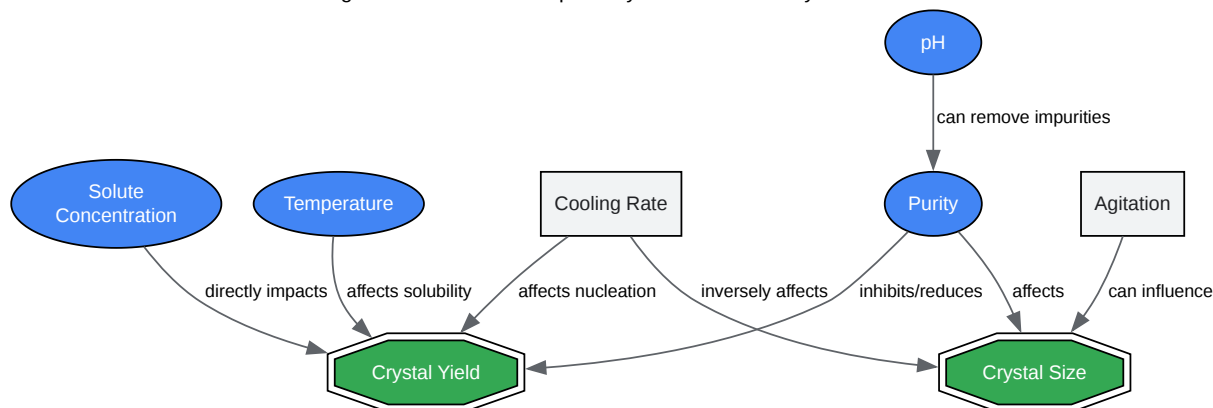 pH
can remove impurities
Solute
Concentration
Temperature
Cooling Rate
Purity
Agitation
directly impacts
affects solubility
affects nucleation
inversely affects
inhibits/reduces
affects
can influence
Crystal Yield
Crystal Size